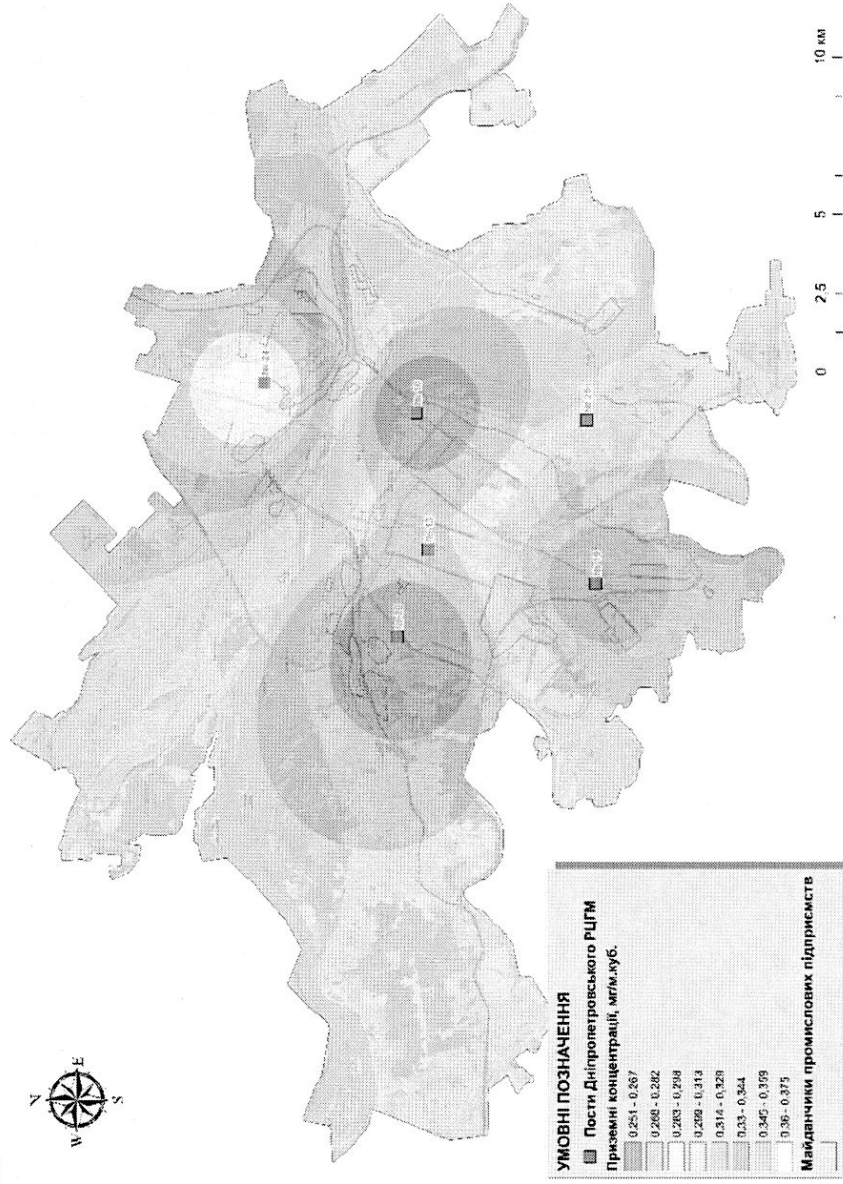 N
W E
S
УМОВНІ ПОЗНАЧЕННЯ
Пости Дніпропетровського РЦГМ
Приземні концентрації, мг/м.куб.
0,251 - 0,267
0,268 - 0,282
0,283 - 0,298
0,299 - 0,313
0,314 - 0,329
0,33 - 0,344
0,345 - 0,359
0,36 - 0,375
Майданчики промислових підприємств
0 2.5 5 10 км